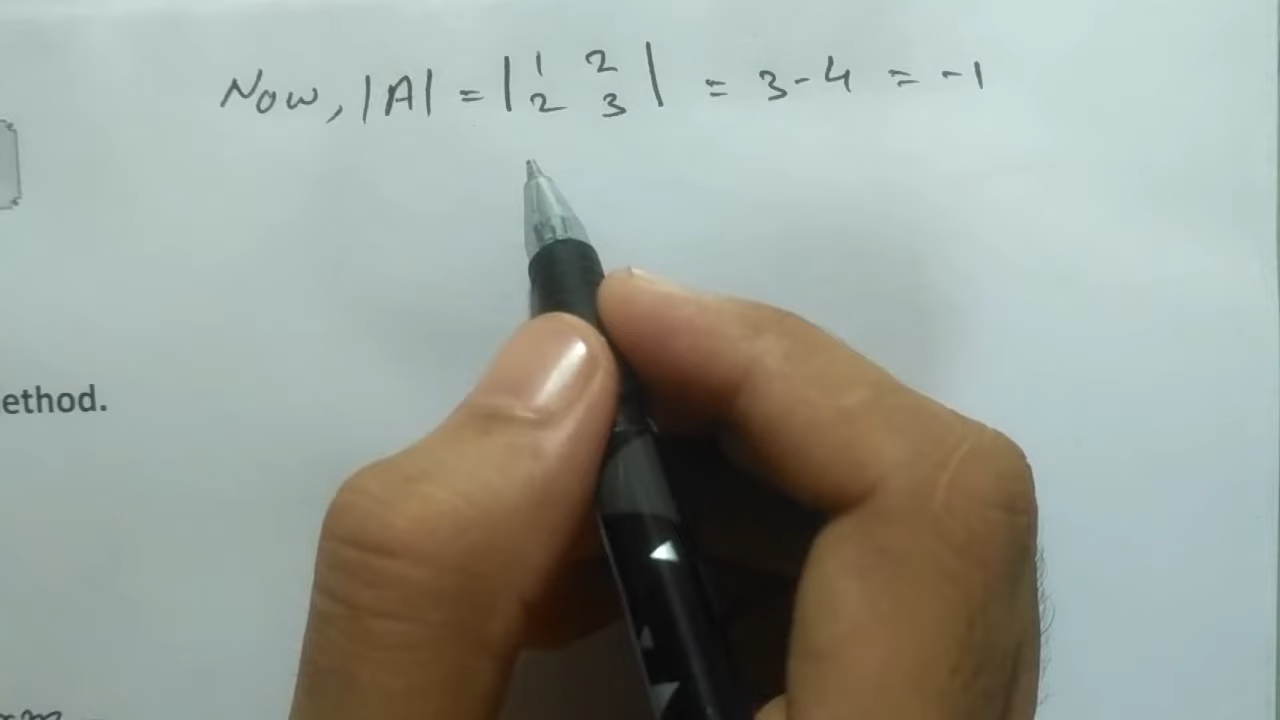 Now, |A| = | 1 2 | = 3-4 = -1
2 3
ethod.